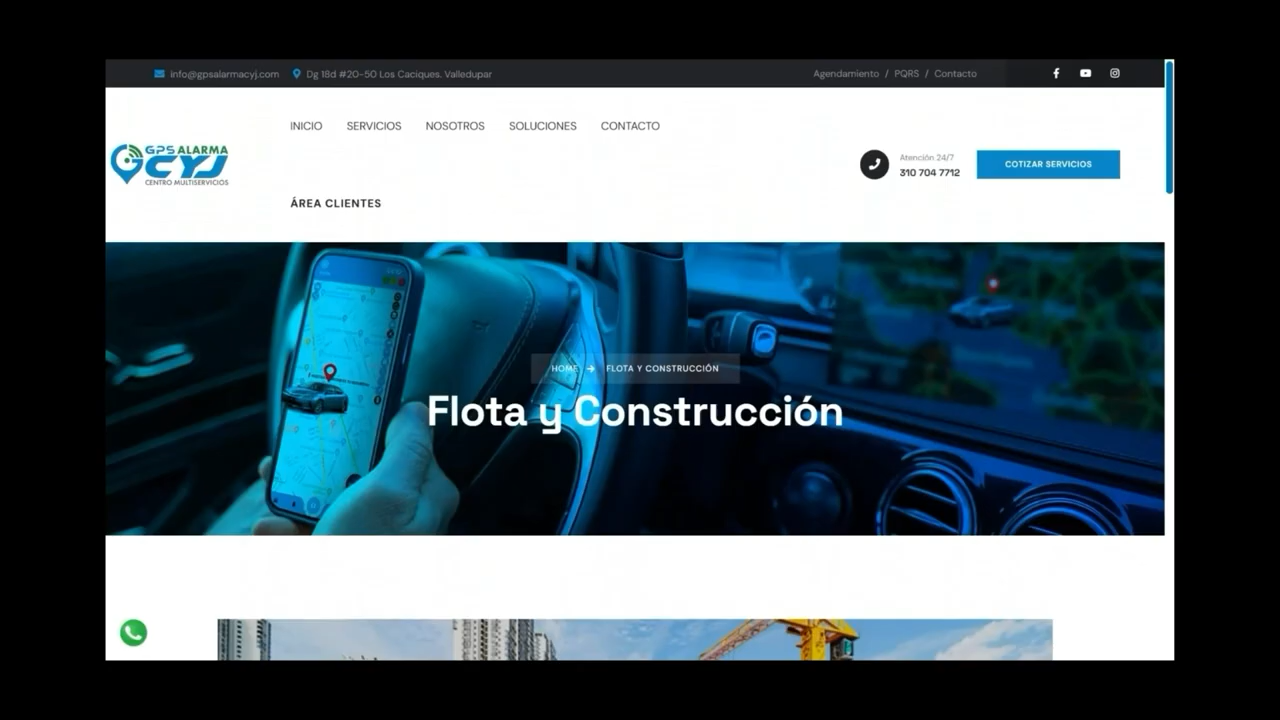 info@gpsalarmacyj.com Dg 18d #20-50 Los Caciques. Valledupar Agendamiento / PQRS / Contacto
INICIO SERVICIOS NOSOTROS SOLUCIONES CONTACTO
GPS ALARMA
CYJ
CENTRO MULTISERVICIOS
Atención 24/7
310 704 7712
COTIZAR SERVICIOS
ÁREA CLIENTES
HOME → FLOTA Y CONSTRUCCIÓN
Flota y Construcción